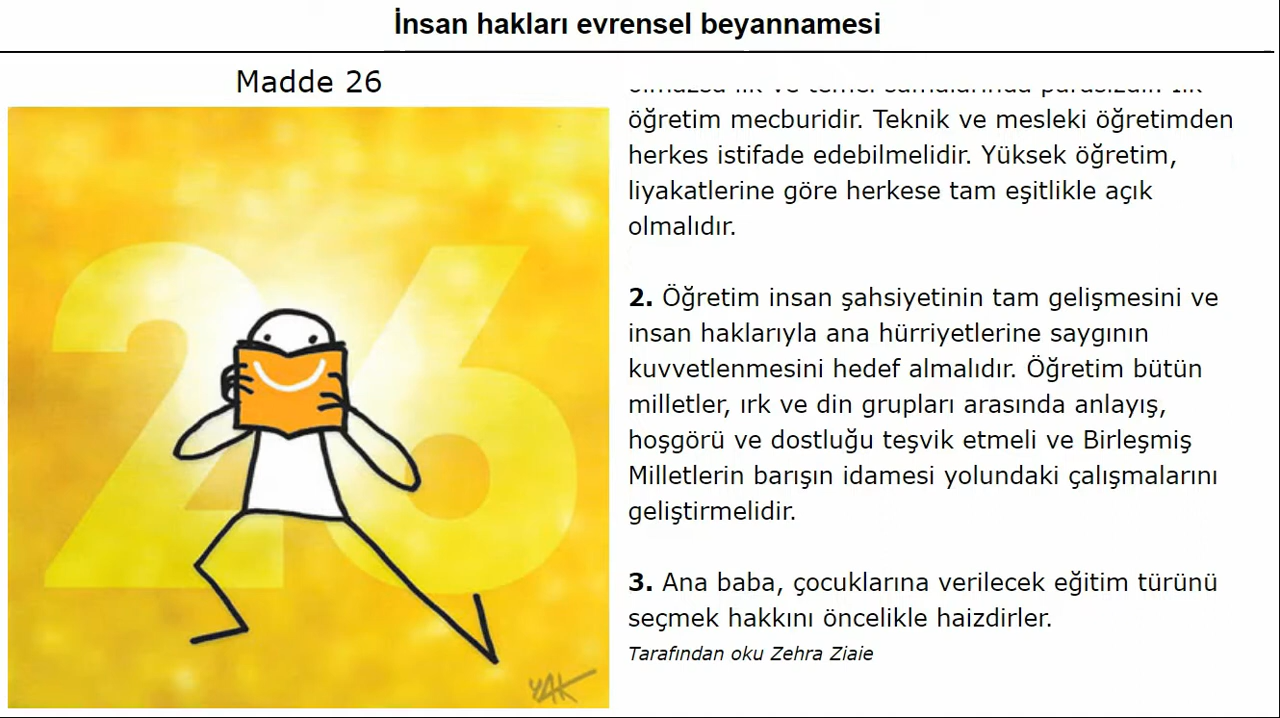 İnsan hakları evrensel beyannamesi
Madde 26
öğretim mecburidir. Teknik ve mesleki öğretimden
herkes istifade edebilmelidir. Yüksek öğretim,
liyakatlerine göre herkese tam eşitlikle açık
olmalıdır.
2. Öğretim insan şahsiyetinin tam gelişmesini ve
insan haklarıyla ana hürriyetlerine saygının
kuvvetlenmesini hedef almalıdır. Öğretim bütün
milletler, ırk ve din grupları arasında anlayış,
hoşgörü ve dostluğu teşvik etmeli ve Birleşmiş
Milletlerin barışın idamesi yolundaki çalışmalarını
geliştirmelidir.
3. Ana baba, çocuklarına verilecek eğitim türünü
seçmek hakkını öncelikle haizdirler.
Tarafından oku Zehra Ziaie
26
YAK